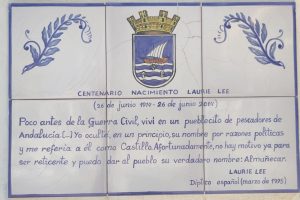 CENTENARIO NACIMIENTO LAURIE LEE
(26 de junio 1914 - 26 de junio 2014)
Poco antes de la Guerra Civil, viví en un pueblecito de pescadores de
Andalucía (...) Yo oculté, en un principio, su nombre por razones políticas
y me refería a él como Castillo. Afortunadamente, no hay motivo ya para
ser reticente y puedo dar al pueblo su verdadero nombre: Almuñécar.
LAURIE LEE
Díptico español (marzo de 1995)